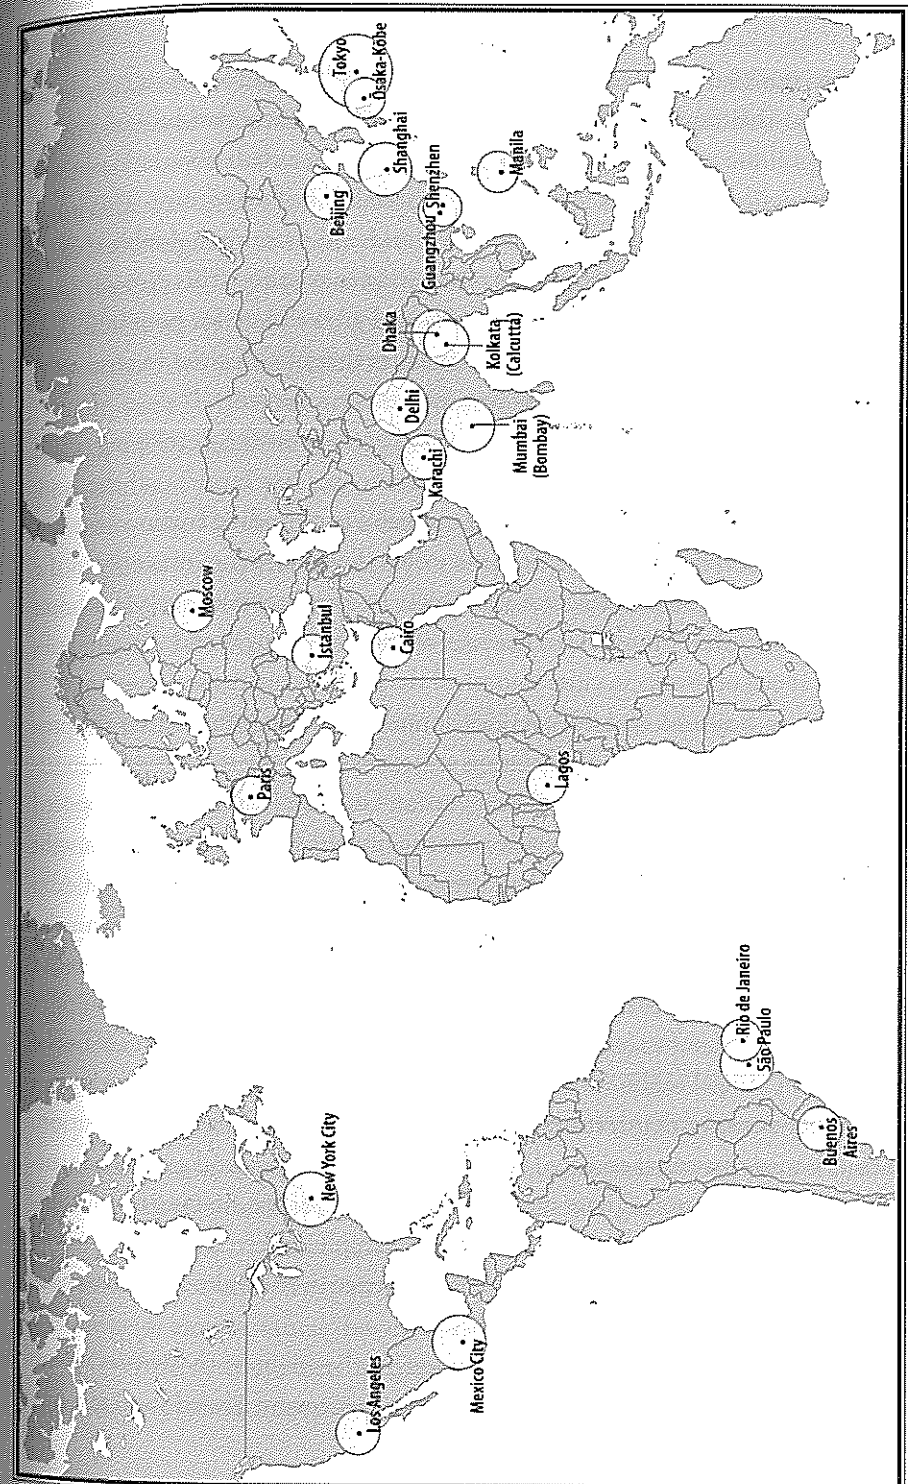 Los Angeles
Mexico City
New York City
Buenos
Aires
São Paulo
Rio de Janeiro
Paris
Lagos
Istanbul
Cairo
Moscow
Karachi
Mumbai
(Bombay)
Delhi
Dhaka
Kolkata
(Calcutta)
Guangzhou
Shenzhen
Beijing
Shanghai
Manila
Ōsaka-Kōbe
Tokyo